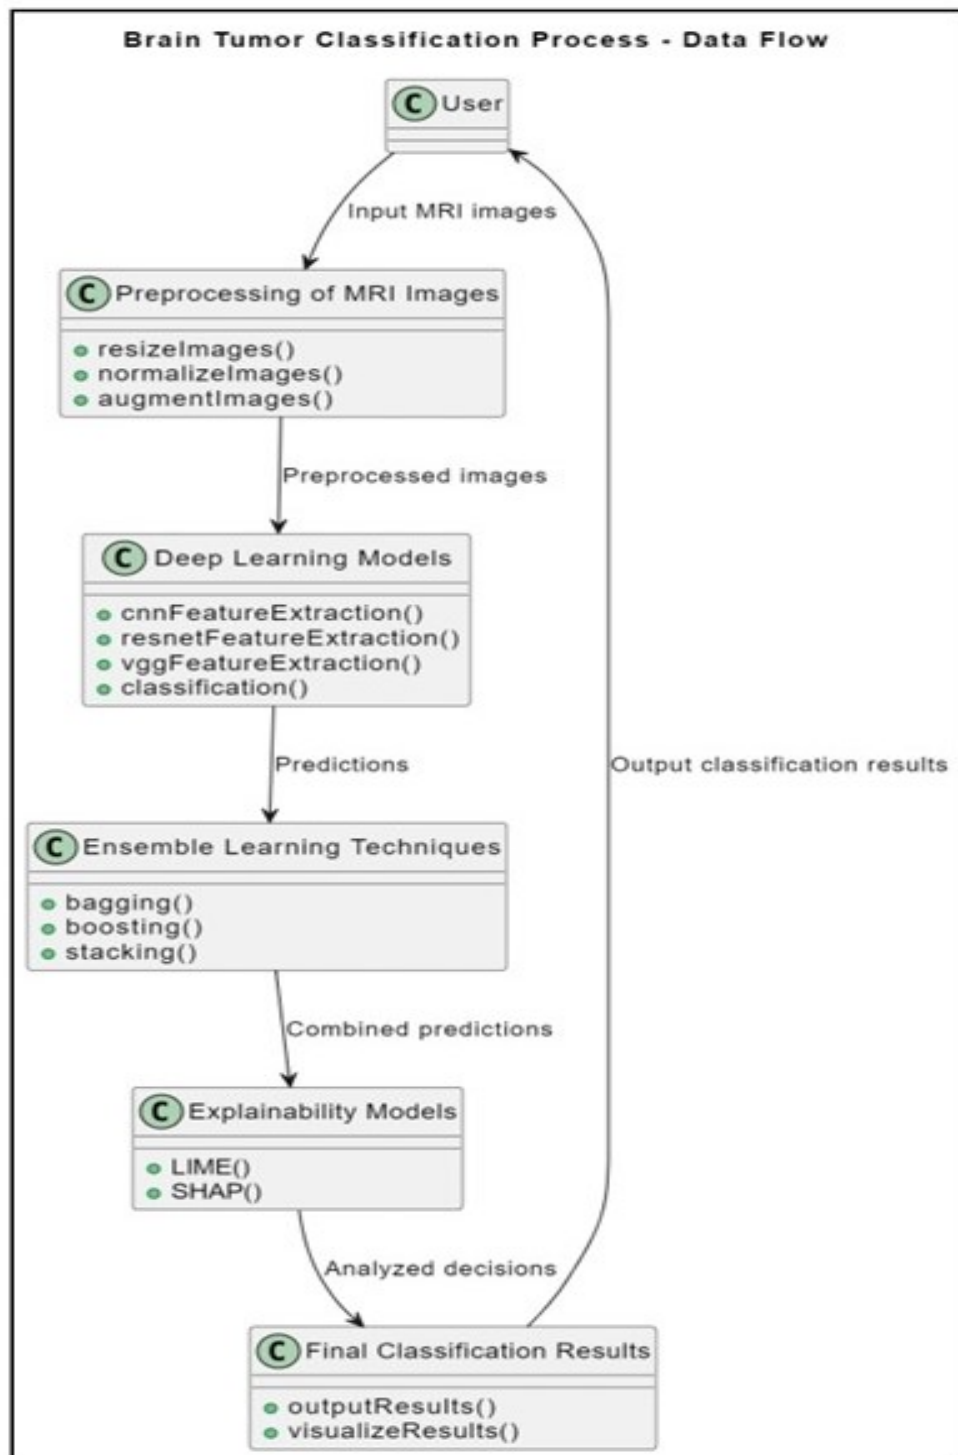 Brain Tumor Classification Process - Data Flow
C User
Input MRI images
C Preprocessing of MRI Images
resizeImages()
normalizeImages()
augmentImages()
Preprocessed images
C Deep Learning Models
cnnFeatureExtraction()
resnetFeatureExtraction()
vggFeatureExtraction()
classification()
Predictions
Output classification results
C Ensemble Learning Techniques
bagging()
boosting()
stacking()
Combined predictions
C Explainability Models
LIME()
SHAP()
Analyzed decisions
C Final Classification Results
outputResults()
visualizeResults()